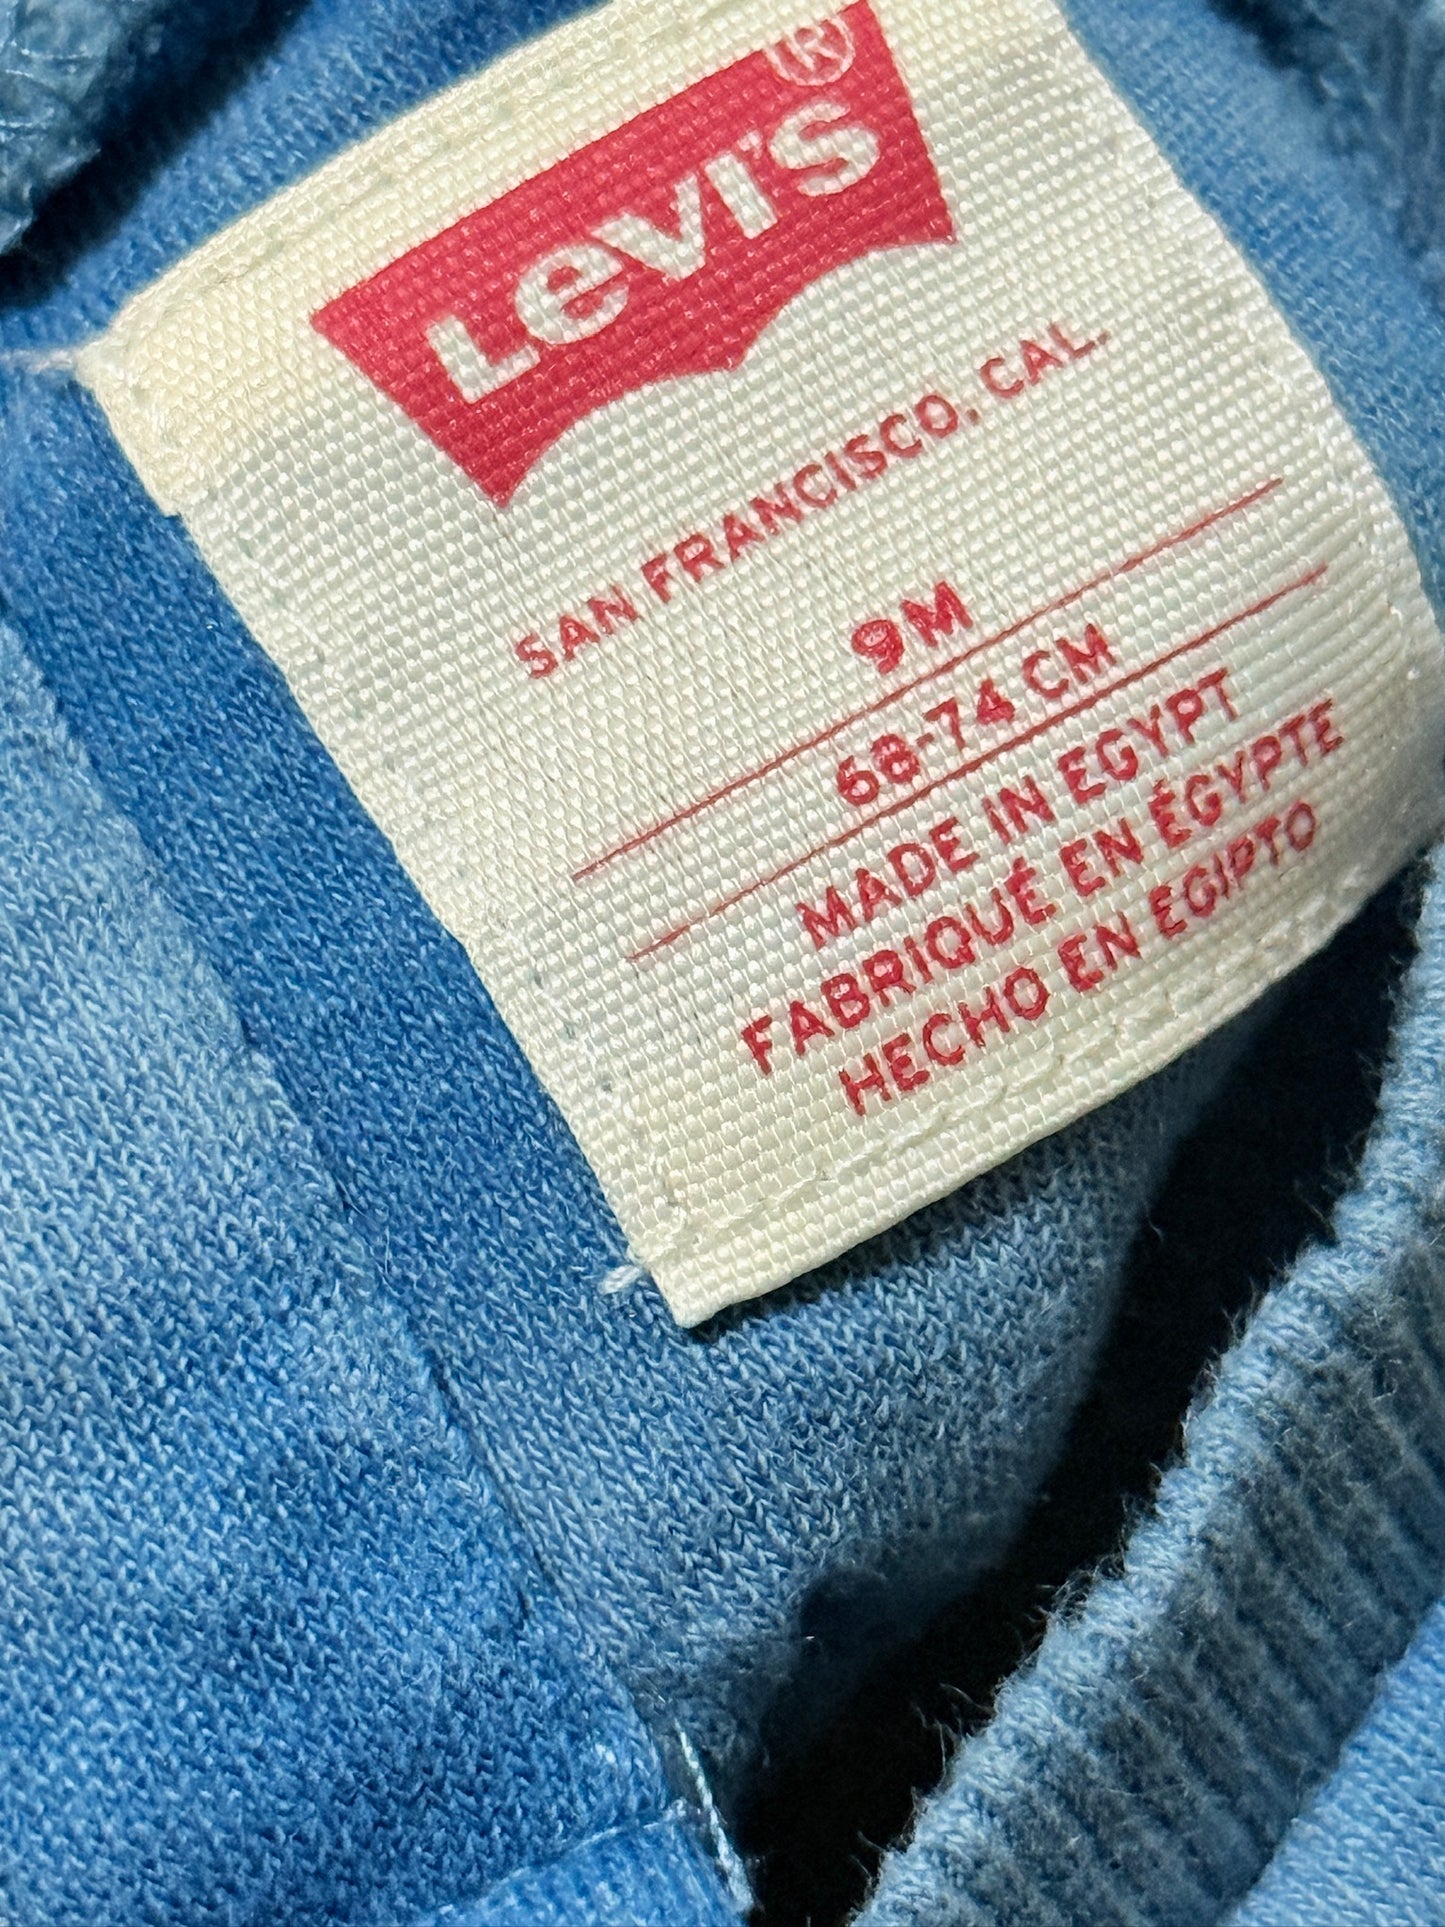 Levi's®
SAN FRANCISCO, CAL.
9M
68-74 CM
MADE IN EGYPT
FABRIQUÉ EN ÉGYPTE
HECHO EN EGIPTO